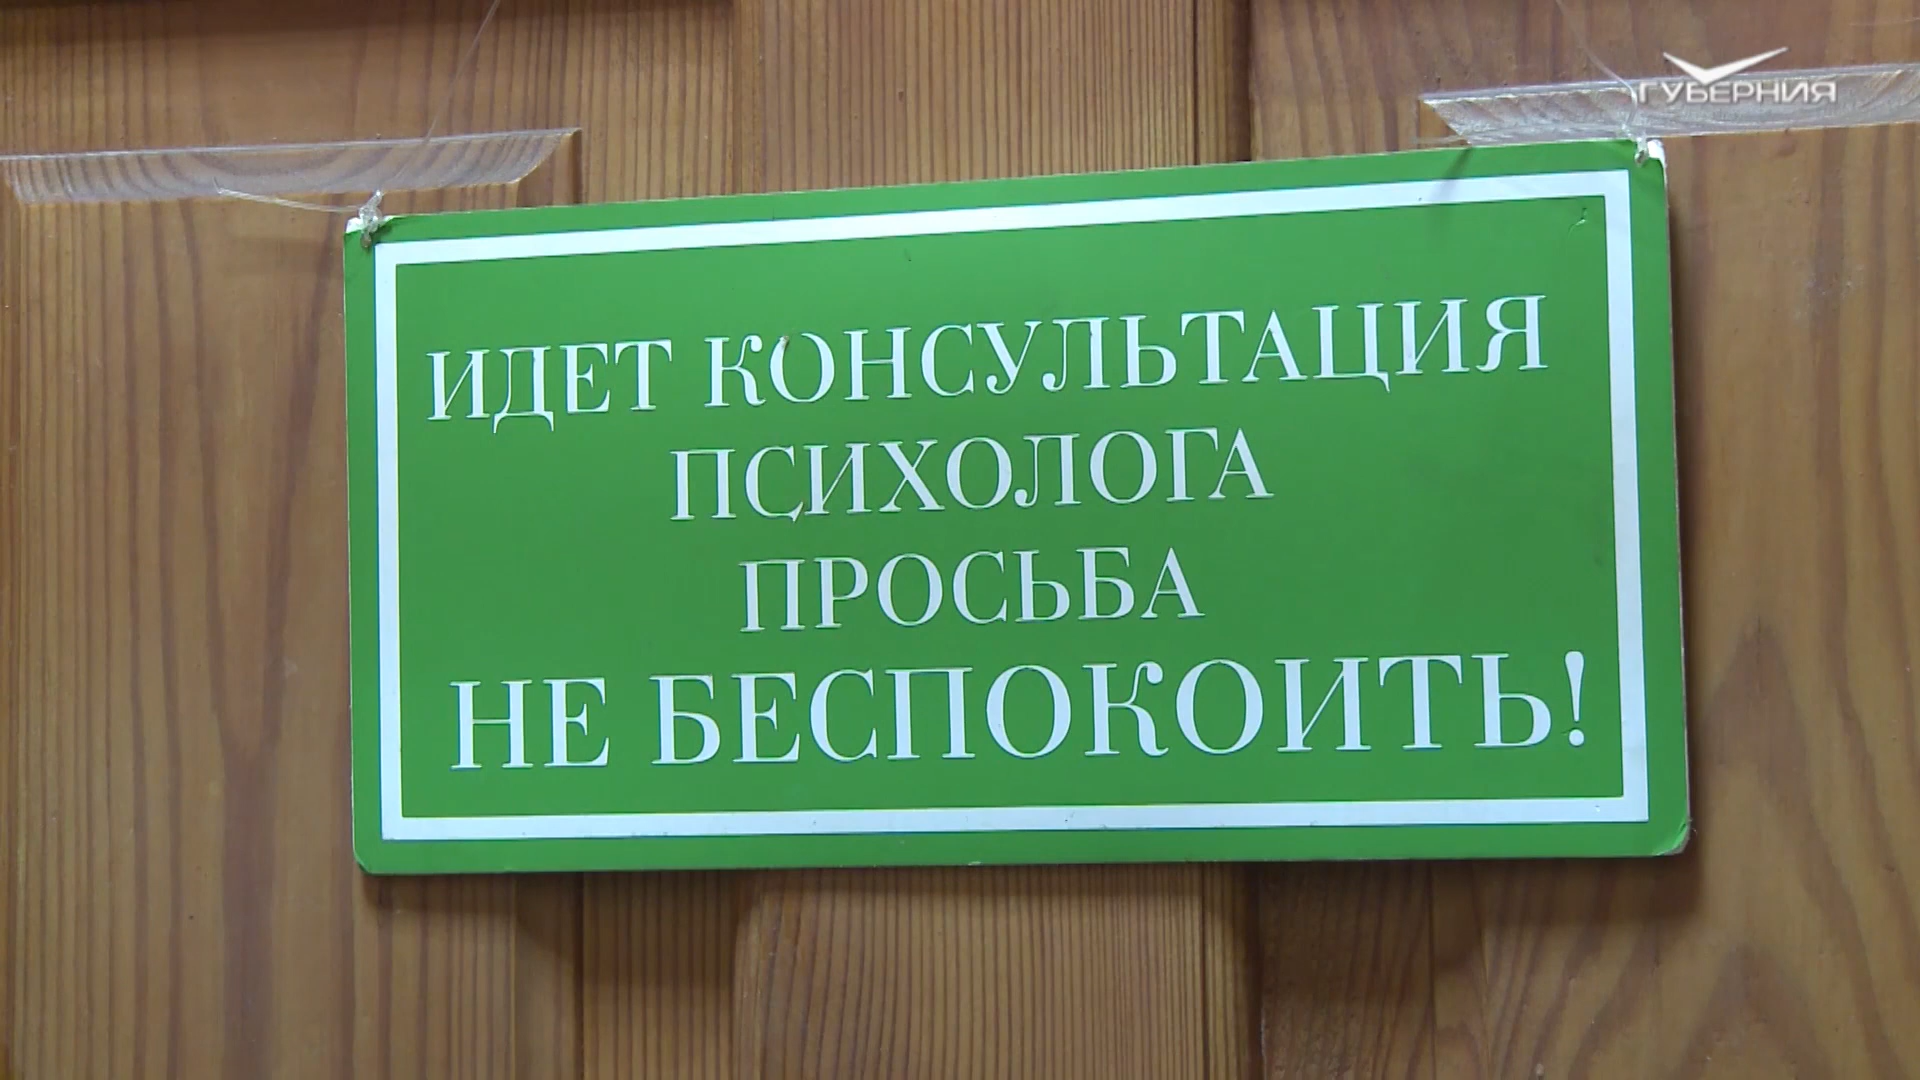 ГУБЕРНИЯ
ИДЕТ КОНСУЛЬТАЦИЯ
ПСИХОЛОГА
ПРОСЬБА
НЕ БЕСПОКОИТЬ!